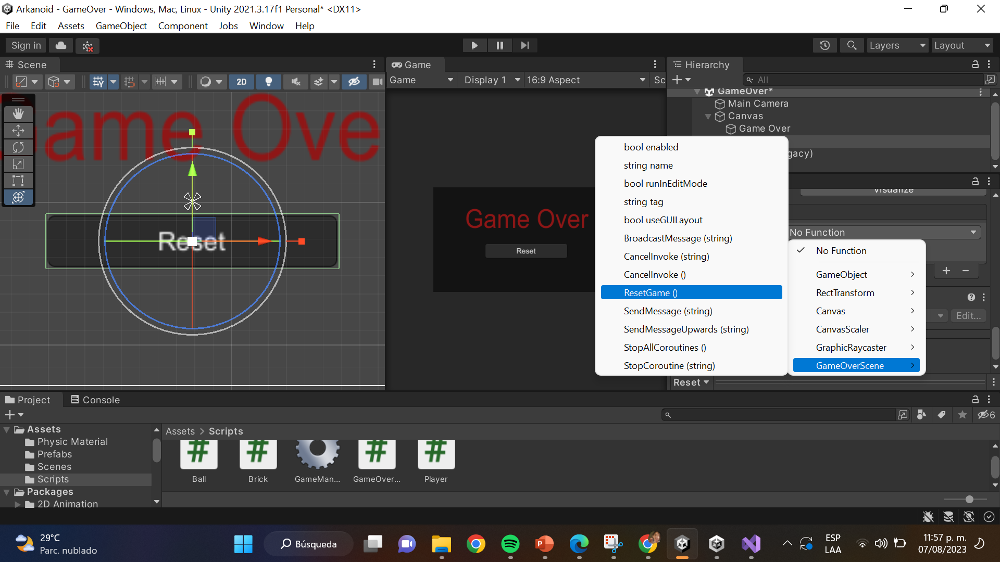 Arkanoid - GameOver - Windows, Mac, Linux - Unity 2021.3.17f1 Personal* <DX11>
File Edit Assets GameObject Component Jobs Window Help
Sign in
Layers
Layout
Scene
2D
ame Ove
Reset
Game
Game
Display 1
16:9 Aspect
Sc
Game Over
Reset
Hierarchy
All
GameOver*
Main Camera
Canvas
Game Over
gacy)
Visualize
No Function
No Function
GameObject
RectTransform
Canvas
CanvasScaler
GraphicRaycaster
GameOverScene
Edit...
bool enabled
string name
bool runInEditMode
string tag
bool useGUILayout
BroadcastMessage (string)
CancelInvoke (string)
CancelInvoke ()
ResetGame ()
SendMessage (string)
SendMessageUpwards (string)
StopAllCoroutines ()
StopCoroutine (string)
Reset
Project
Console
6
Assets
Physic Material
Prefabs
Scenes
Scripts
Packages
2D Animation
Assets > Scripts
Ball
Brick
GameMan...
GameOver...
Player
29°C
Parc. nublado
Búsqueda
ESP
LAA
11:57 p. m.
07/08/2023